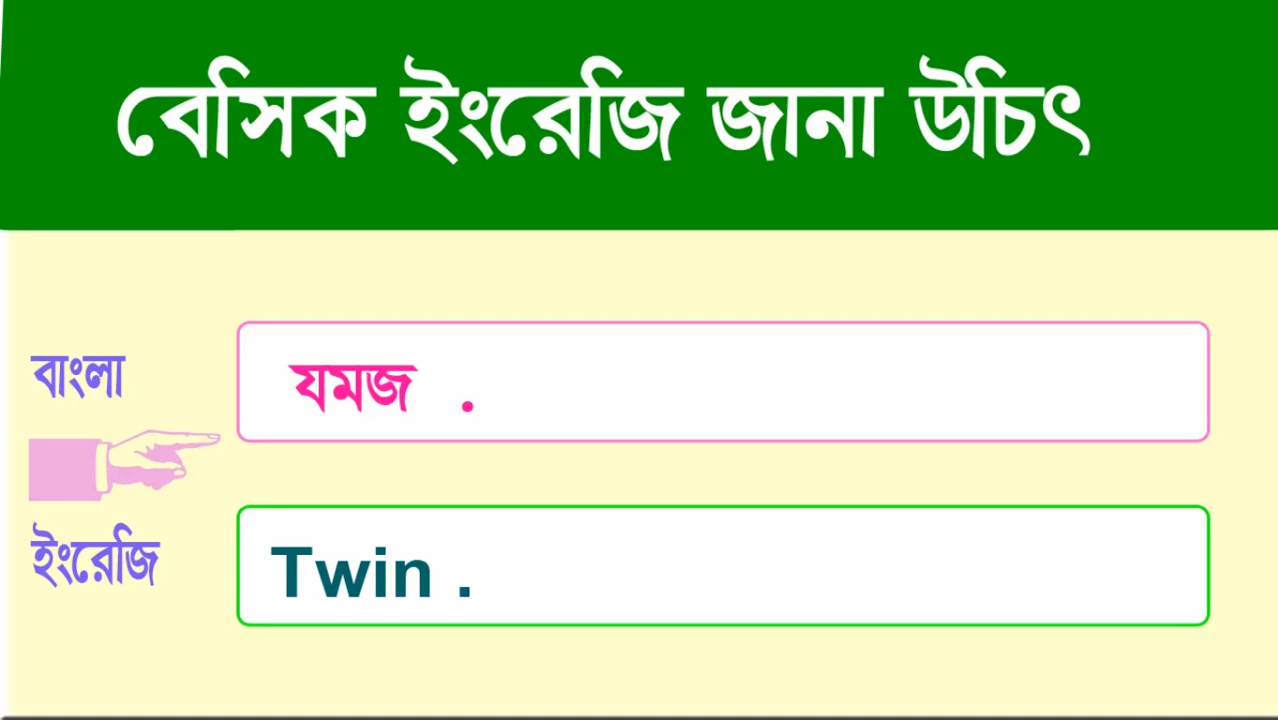 বেসিক ইংরেজি জানা উচিৎ
বাংলা
যমজ .
ইংরেজি
Twin .